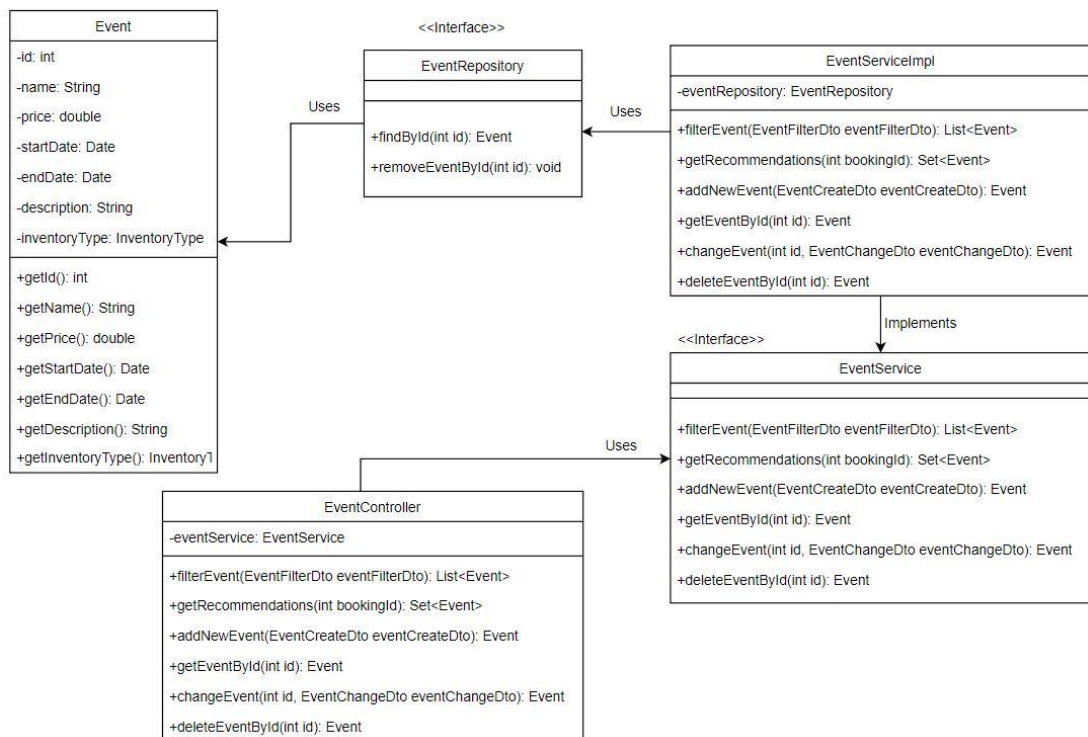 Event
-id: int
-name: String
-price: double
-startDate: Date
-endDate: Date
-description: String
-inventoryType: InventoryType
+getId(): int
+getName(): String
+getPrice(): double
+getStartDate(): Date
+getEndDate(): Date
+getDescription(): String
+getInventoryType(): InventoryT
Uses
<<Interface>>
EventRepository
+findById(int id): Event
+removeEventById(int id): void
Uses
EventServiceImpl
-eventRepository: EventRepository
+filterEvent(EventFilterDto eventFilterDto): List<Event>
+getRecommendations(int bookingId): Set<Event>
+addNewEvent(EventCreateDto eventCreateDto): Event
+getEventById(int id): Event
+changeEvent(int id, EventChangeDto eventChangeDto): Event
+deleteEventById(int id): Event
Implements
<<Interface>>
EventService
+filterEvent(EventFilterDto eventFilterDto): List<Event>
+getRecommendations(int bookingId): Set<Event>
+addNewEvent(EventCreateDto eventCreateDto): Event
+getEventById(int id): Event
+changeEvent(int id, EventChangeDto eventChangeDto): Event
+deleteEventById(int id): Event
Uses
EventController
-eventService: EventService
+filterEvent(EventFilterDto eventFilterDto): List<Event>
+getRecommendations(int bookingId): Set<Event>
+addNewEvent(EventCreateDto eventCreateDto): Event
+getEventById(int id): Event
+changeEvent(int id, EventChangeDto eventChangeDto): Event
+deleteEventById(int id): Event